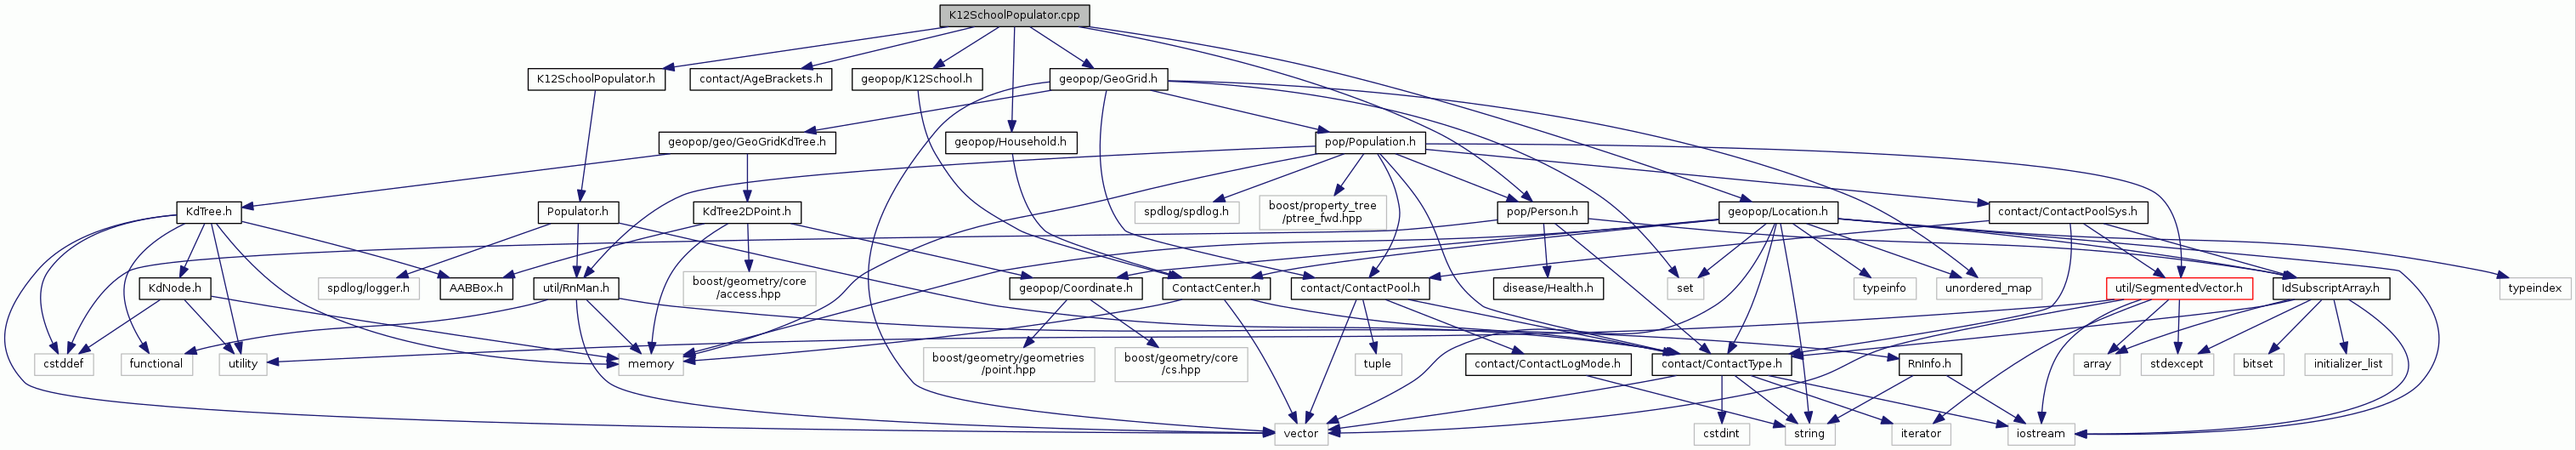 K12SchoolPopulator.cpp
K12SchoolPopulator.h
contact/AgeBrackets.h
geopop/K12School.h
geopop/GeoGrid.h
geopop/geo/GeoGridKdTree.h
geopop/Household.h
pop/Population.h
KdTree.h
Populator.h
KdTree2DPoint.h
spdlog/spdlog.h
boost/property_tree
/ptree_fwd.hpp
pop/Person.h
geopop/Location.h
contact/ContactPoolSys.h
spdlog/logger.h
KdNode.h
AABBox.h
util/RnMan.h
boost/geometry/core
/access.hpp
geopop/Coordinate.h
ContactCenter.h
contact/ContactPool.h
disease/Health.h
set
typeinfo
unordered_map
util/SegmentedVector.h
IdSubscriptArray.h
typeindex
cstddef
functional
utility
memory
boost/geometry/geometries
/point.hpp
boost/geometry/core
/cs.hpp
tuple
contact/ContactLogMode.h
contact/ContactType.h
RnInfo.h
array
stdexcept
bitset
initializer_list
vector
cstdint
string
iterator
iostream